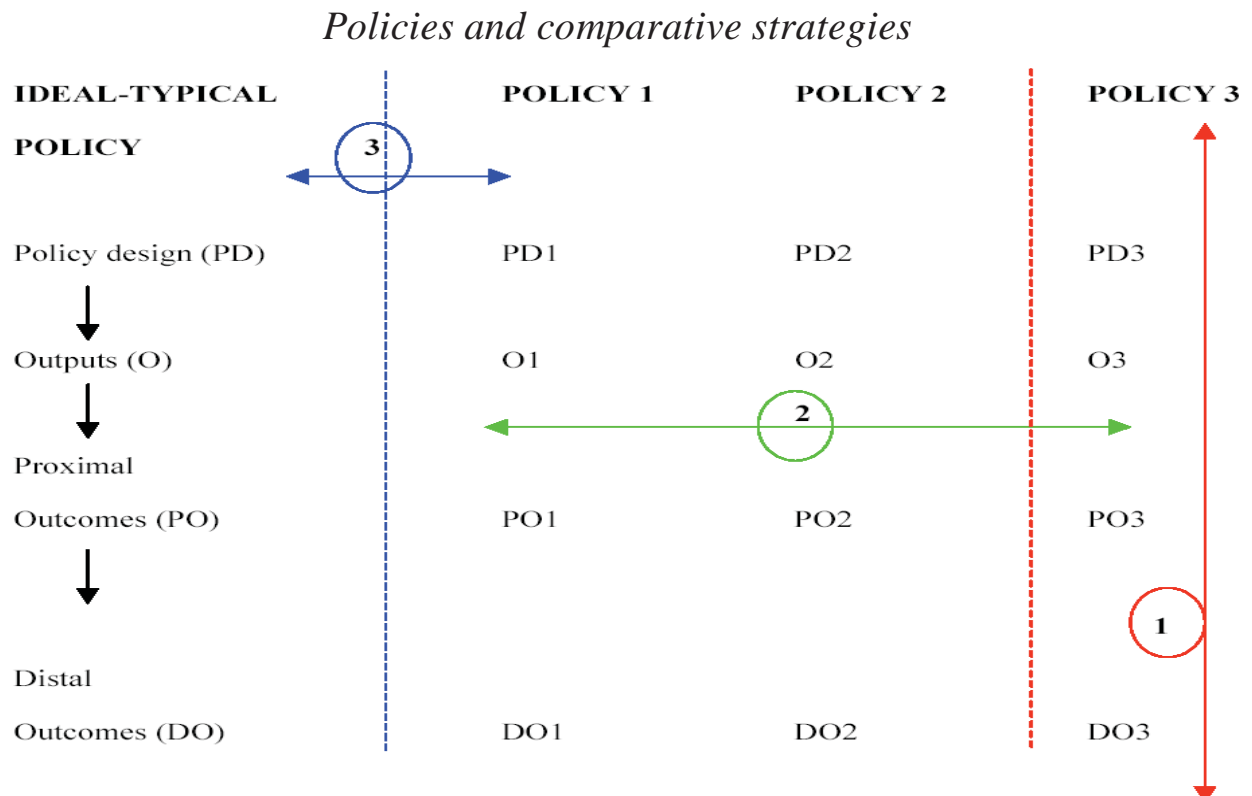 Policies and comparative strategies
IDEAL-TYPICAL POLICY 1 POLICY 2 POLICY 3
POLICY 3
Policy design (PD) PD1 PD2 PD3
Outputs (O) O1 O2 O3
2
Proximal
Outcomes (PO) PO1 PO2 PO3
1
Distal
Outcomes (DO) DO1 DO2 DO3